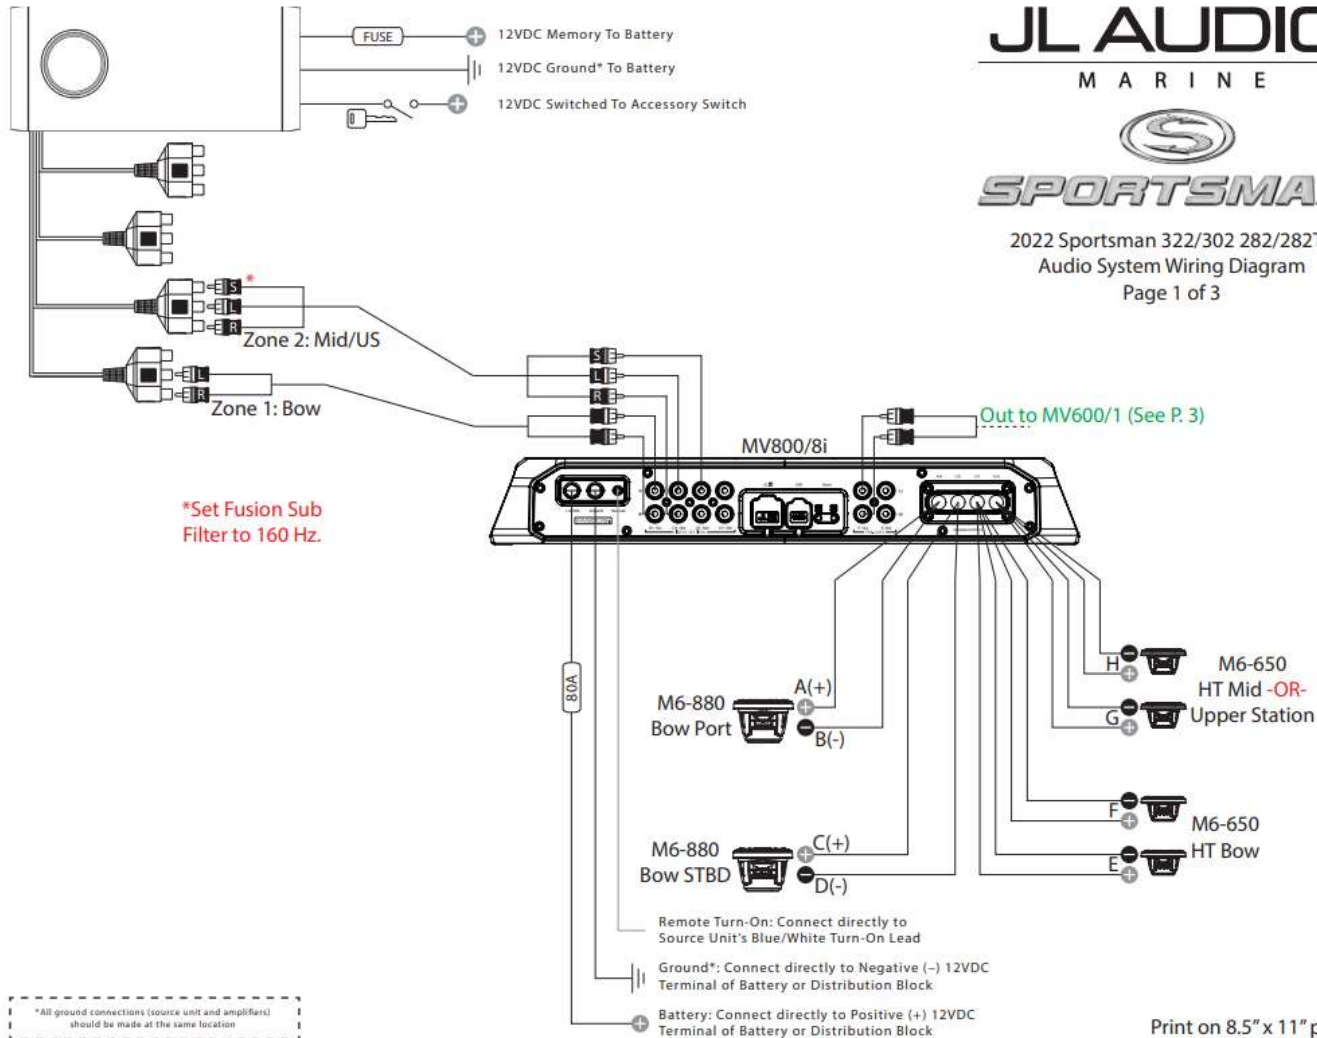 FUSE
12VDC Memory To Battery
12VDC Ground* To Battery
12VDC Switched To Accessory Switch
JL AUDIO
MARINE
S
SPORTSMA
2022 Sportsman 322/302 282/282T
Audio System Wiring Diagram
Page 1 of 3
*
S
L
R
Zone 2: Mid/US
L
R
Zone 1: Bow
S
L
R
Out to MV600/1 (See P. 3)
MV800/8i
*Set Fusion Sub
Filter to 160 Hz.
80A
M6-880
Bow Port
A(+)
B(-)
M6-880
Bow STBD
C(+)
D(-)
H
G
M6-650
HT Mid -OR-
Upper Station
F
E
M6-650
HT Bow
Remote Turn-On: Connect directly to
Source Unit's Blue/White Turn-On Lead
Ground*: Connect directly to Negative (–) 12VDC
Terminal of Battery or Distribution Block
Battery: Connect directly to Positive (+) 12VDC
Terminal of Battery or Distribution Block
*All ground connections (source unit and amplifiers)
should be made at the same location
Print on 8.5" x 11" p